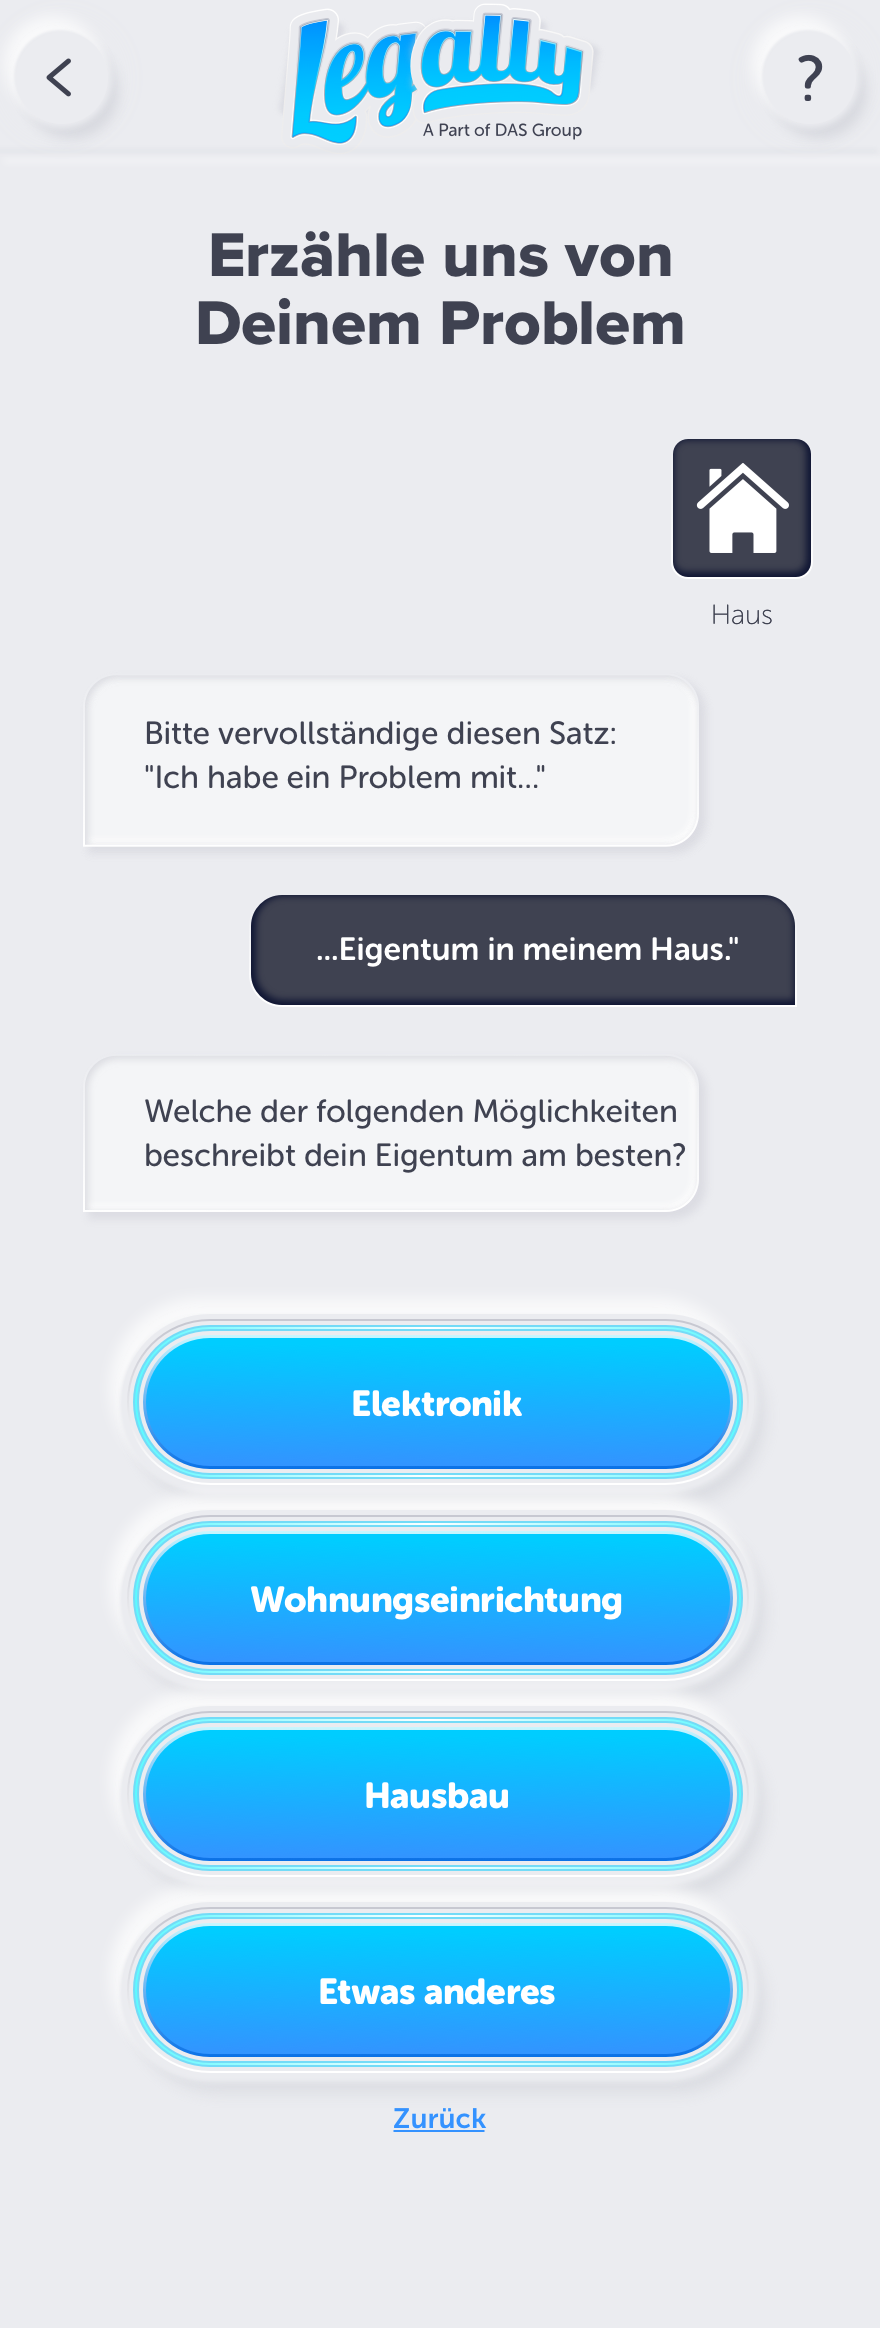 Legally
A Part of DAS Group
?
Erzähle uns von
Deinem Problem
Haus
Bitte vervollständige diesen Satz:
"Ich habe ein Problem mit..."
...Eigentum in meinem Haus."
Welche der folgenden Möglichkeiten
beschreibt dein Eigentum am besten?
Elektronik
Wohnungseinrichtung
Hausbau
Etwas anderes
Zurück